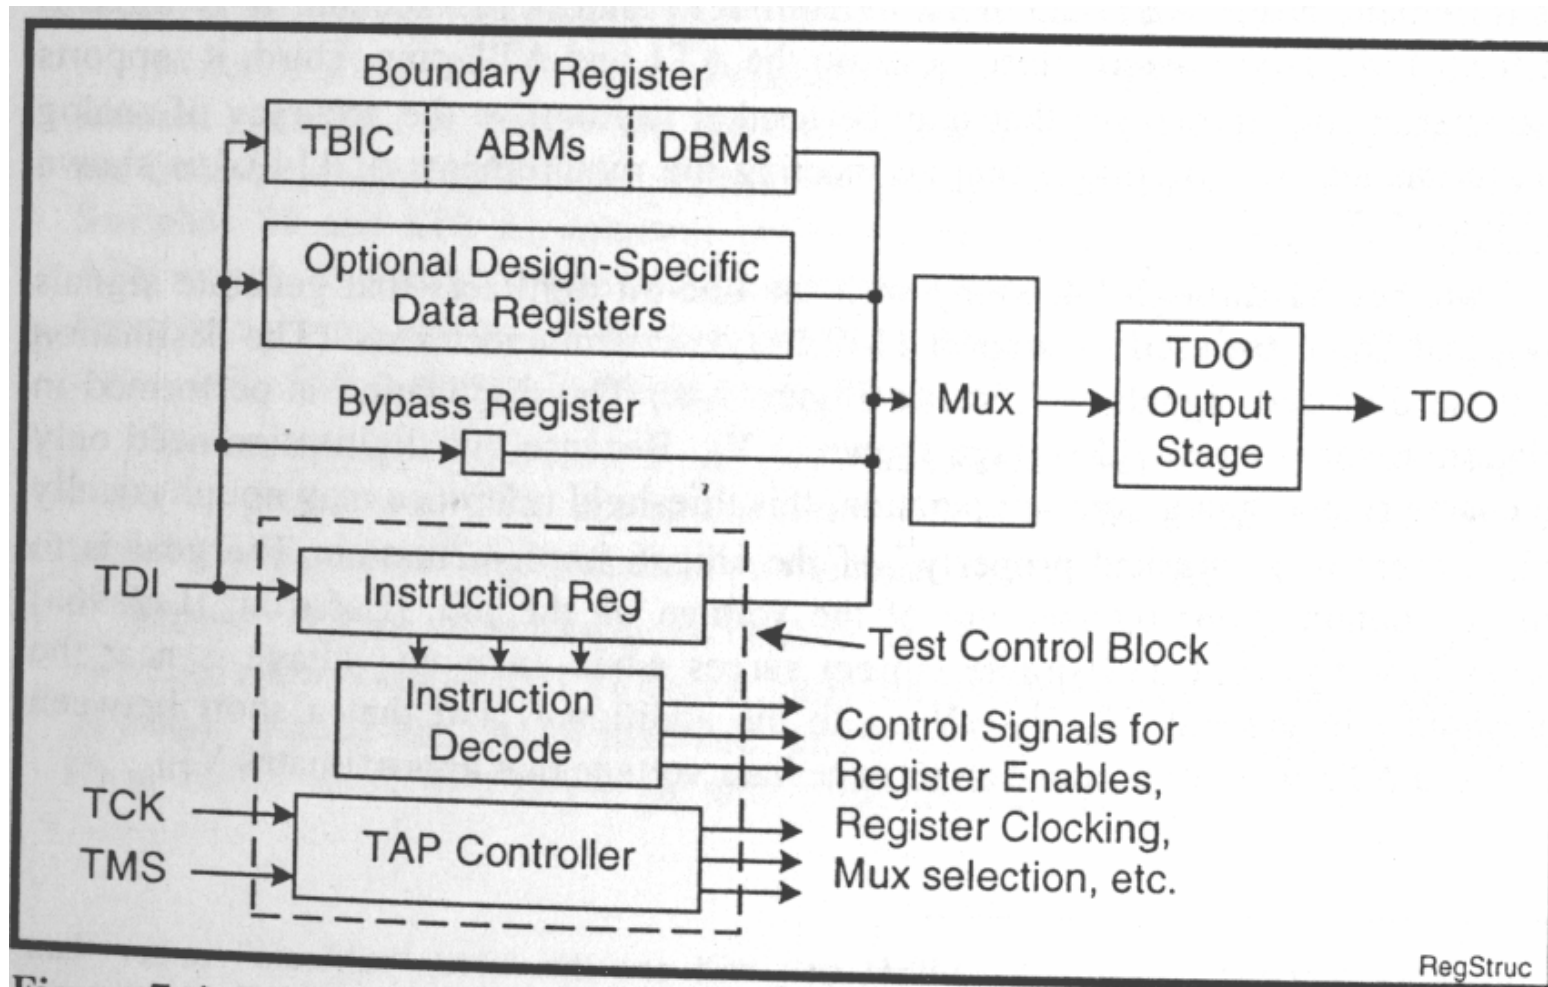 Boundary Register
TBIC
ABMs
DBMs
Optional Design-Specific
Data Registers
Bypass Register
Mux
TDO
Output
Stage
TDO
TDI
Instruction Reg
Test Control Block
Instruction
Decode
Control Signals for
Register Enables,
Register Clocking,
Mux selection, etc.
TCK
TMS
TAP Controller
RegStruc